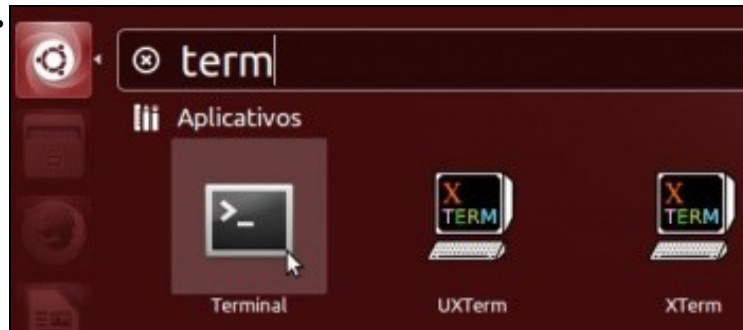 term
Aplicativos
>_
X
TERM
X
TERM
Terminal
UXTerm
XTerm